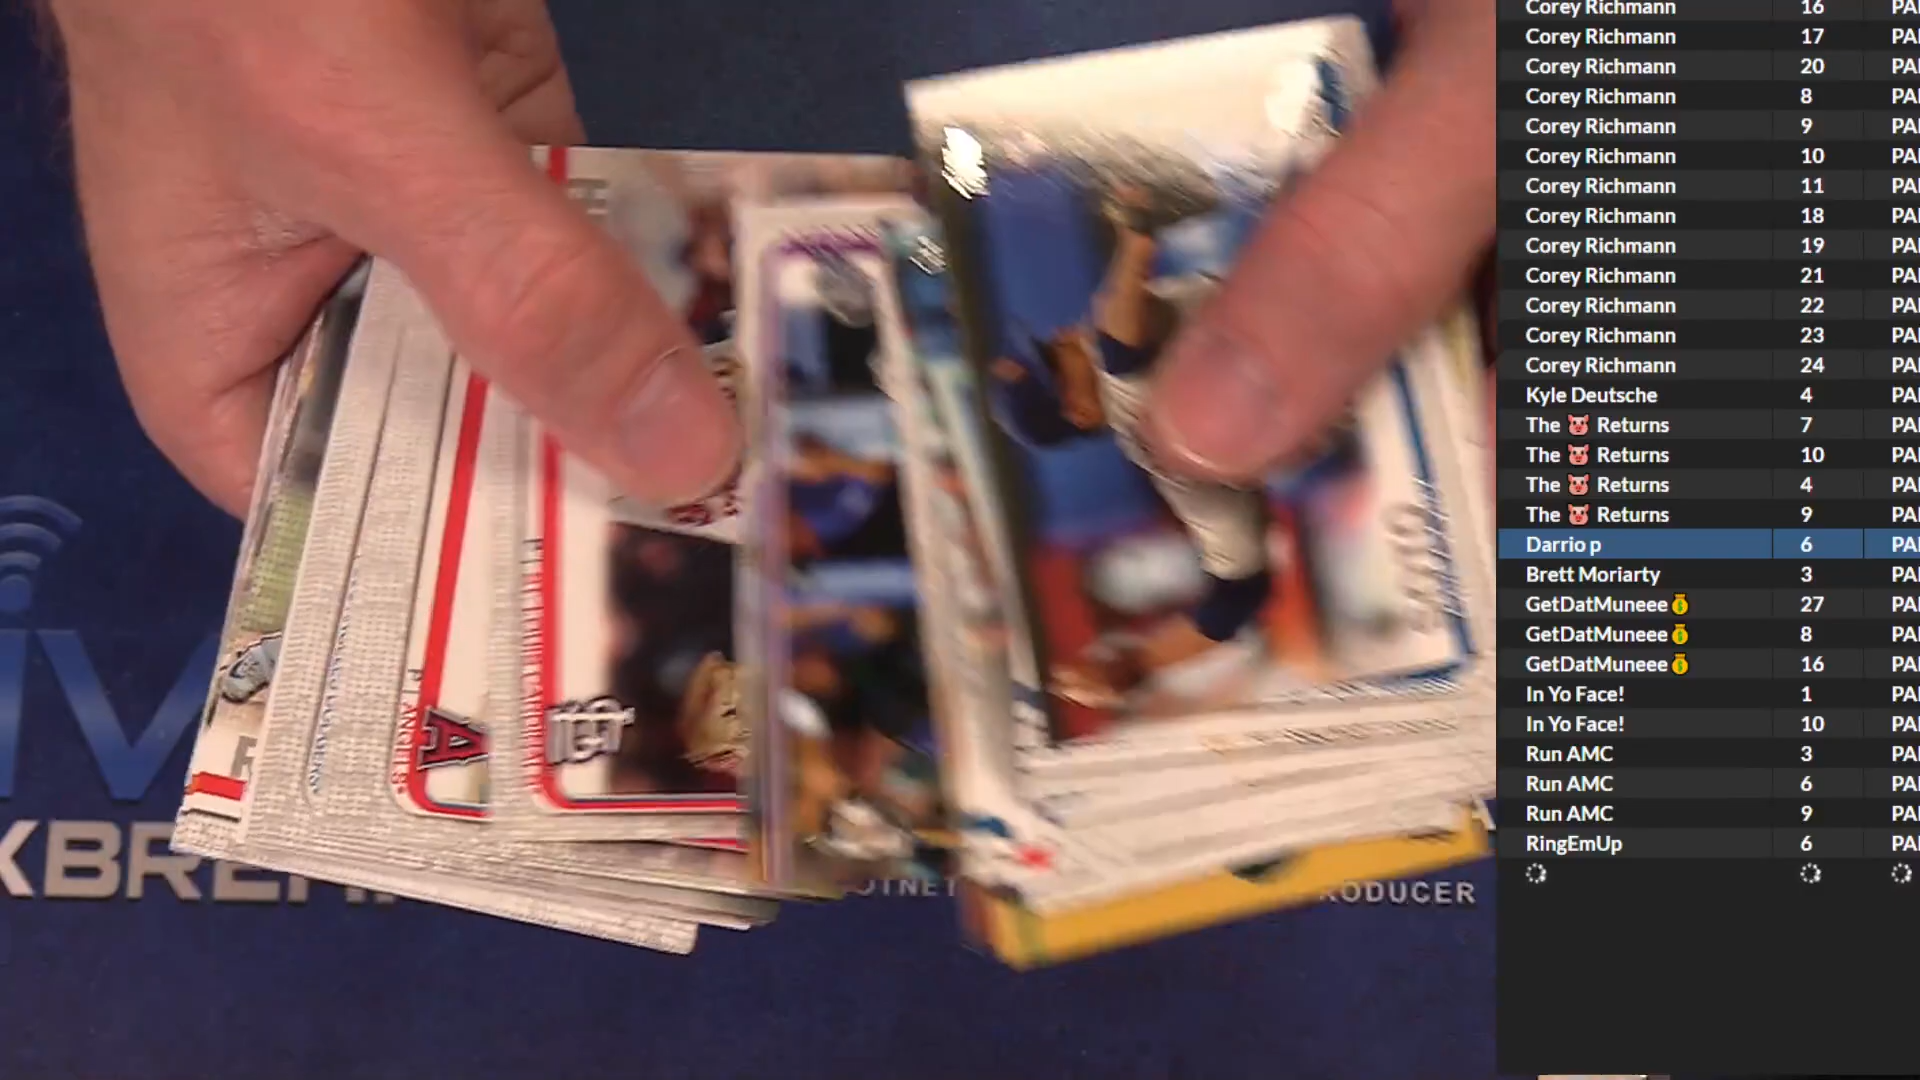 Corey Richmann 16 PA
Corey Richmann 17 PA
Corey Richmann 20 PA
Corey Richmann 8 PA
Corey Richmann 9 PA
Corey Richmann 10 PA
Corey Richmann 11 PA
Corey Richmann 18 PA
Corey Richmann 19 PA
Corey Richmann 21 PA
Corey Richmann 22 PA
Corey Richmann 23 PA
Corey Richmann 24 PA
Kyle Deutsche 4 PA
The 🐷 Returns 7 PA
The 🐷 Returns 10 PA
The 🐷 Returns 4 PA
The 🐷 Returns 9 PA
Darrio p 6 PA
Brett Moriarty 3 PA
GetDatMuneee💰 27 PA
GetDatMuneee💰 8 PA
GetDatMuneee💰 16 PA
In Yo Face! 1 PA
In Yo Face! 10 PA
Run AMC 3 PA
Run AMC 6 PA
Run AMC 9 PA
RingEmUp 6 PA
ANGELS
A